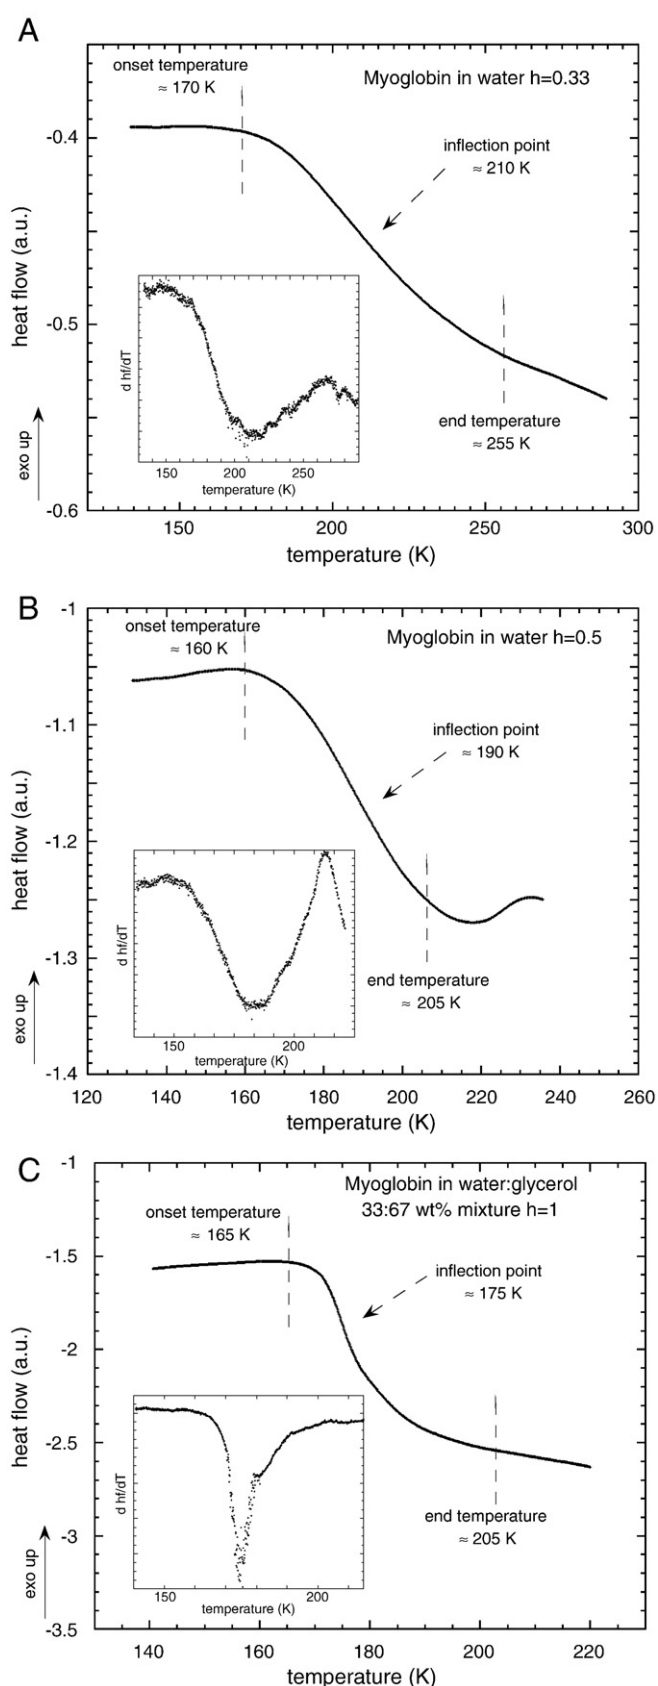 A
onset temperature
≈ 170 K
Myoglobin in water h=0.33
inflection point
≈ 210 K
-0.4
-0.5
-0.6
heat flow (a.u.)
exo up
d hf/dT
150
200
250
temperature (K)
end temperature
≈ 255 K
150
200
250
300
temperature (K)
B
-1
onset temperature
≈ 160 K
Myoglobin in water h=0.5
-1.1
inflection point
≈ 190 K
-1.2
-1.3
-1.4
heat flow (a.u.)
exo up
d hf/dT
150
200
temperature (K)
end temperature
≈ 205 K
120
140
160
180
200
220
240
260
temperature (K)
C
-1
Myoglobin in water:glycerol
33:67 wt% mixture h=1
onset temperature
≈ 165 K
-1.5
inflection point
≈ 175 K
-2
-2.5
-3
-3.5
heat flow (a.u.)
exo up
d hf/dT
150
200
temperature (K)
end temperature
≈ 205 K
140
160
180
200
220
temperature (K)